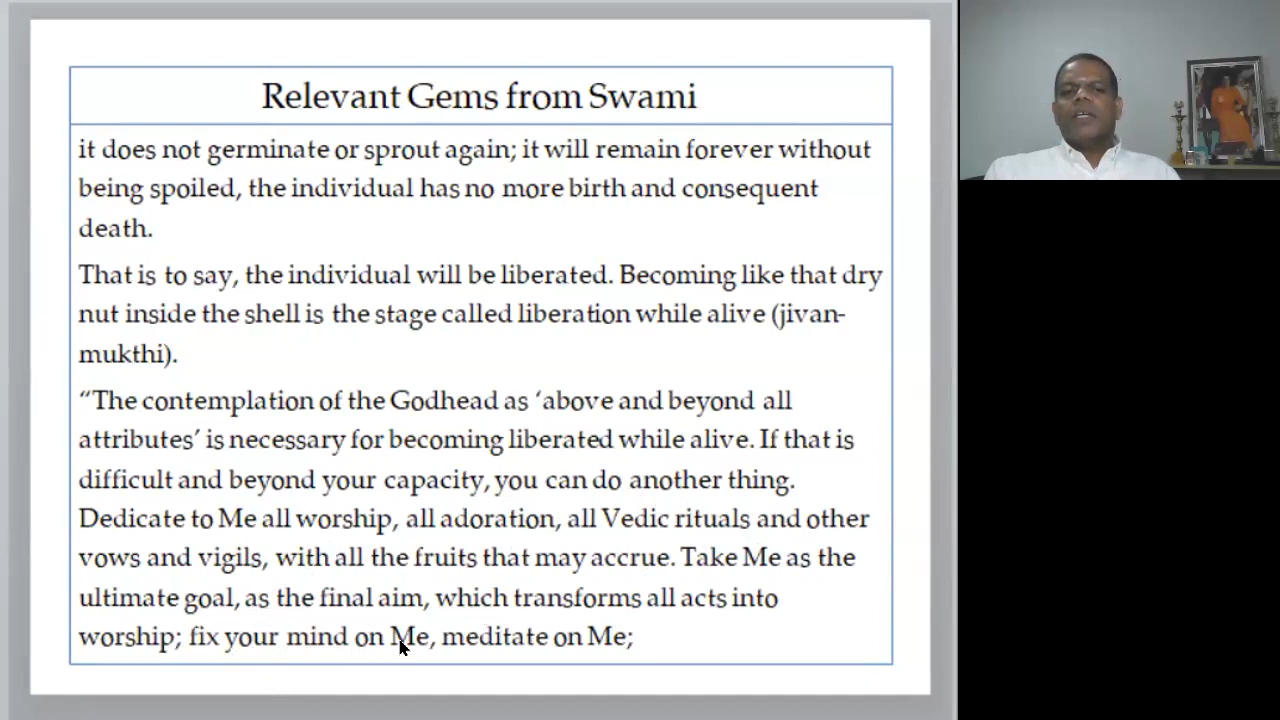 Relevant Gems from Swami
it does not germinate or sprout again; it will remain forever without
being spoiled, the individual has no more birth and consequent
death.
That is to say, the individual will be liberated. Becoming like that dry
nut inside the shell is the stage called liberation while alive (jivan-
mukthi).
“The contemplation of the Godhead as ‘above and beyond all
attributes’ is necessary for becoming liberated while alive. If that is
difficult and beyond your capacity, you can do another thing.
Dedicate to Me all worship, all adoration, all Vedic rituals and other
vows and vigils, with all the fruits that may accrue. Take Me as the
ultimate goal, as the final aim, which transforms all acts into
worship; fix your mind on Me, meditate on Me;